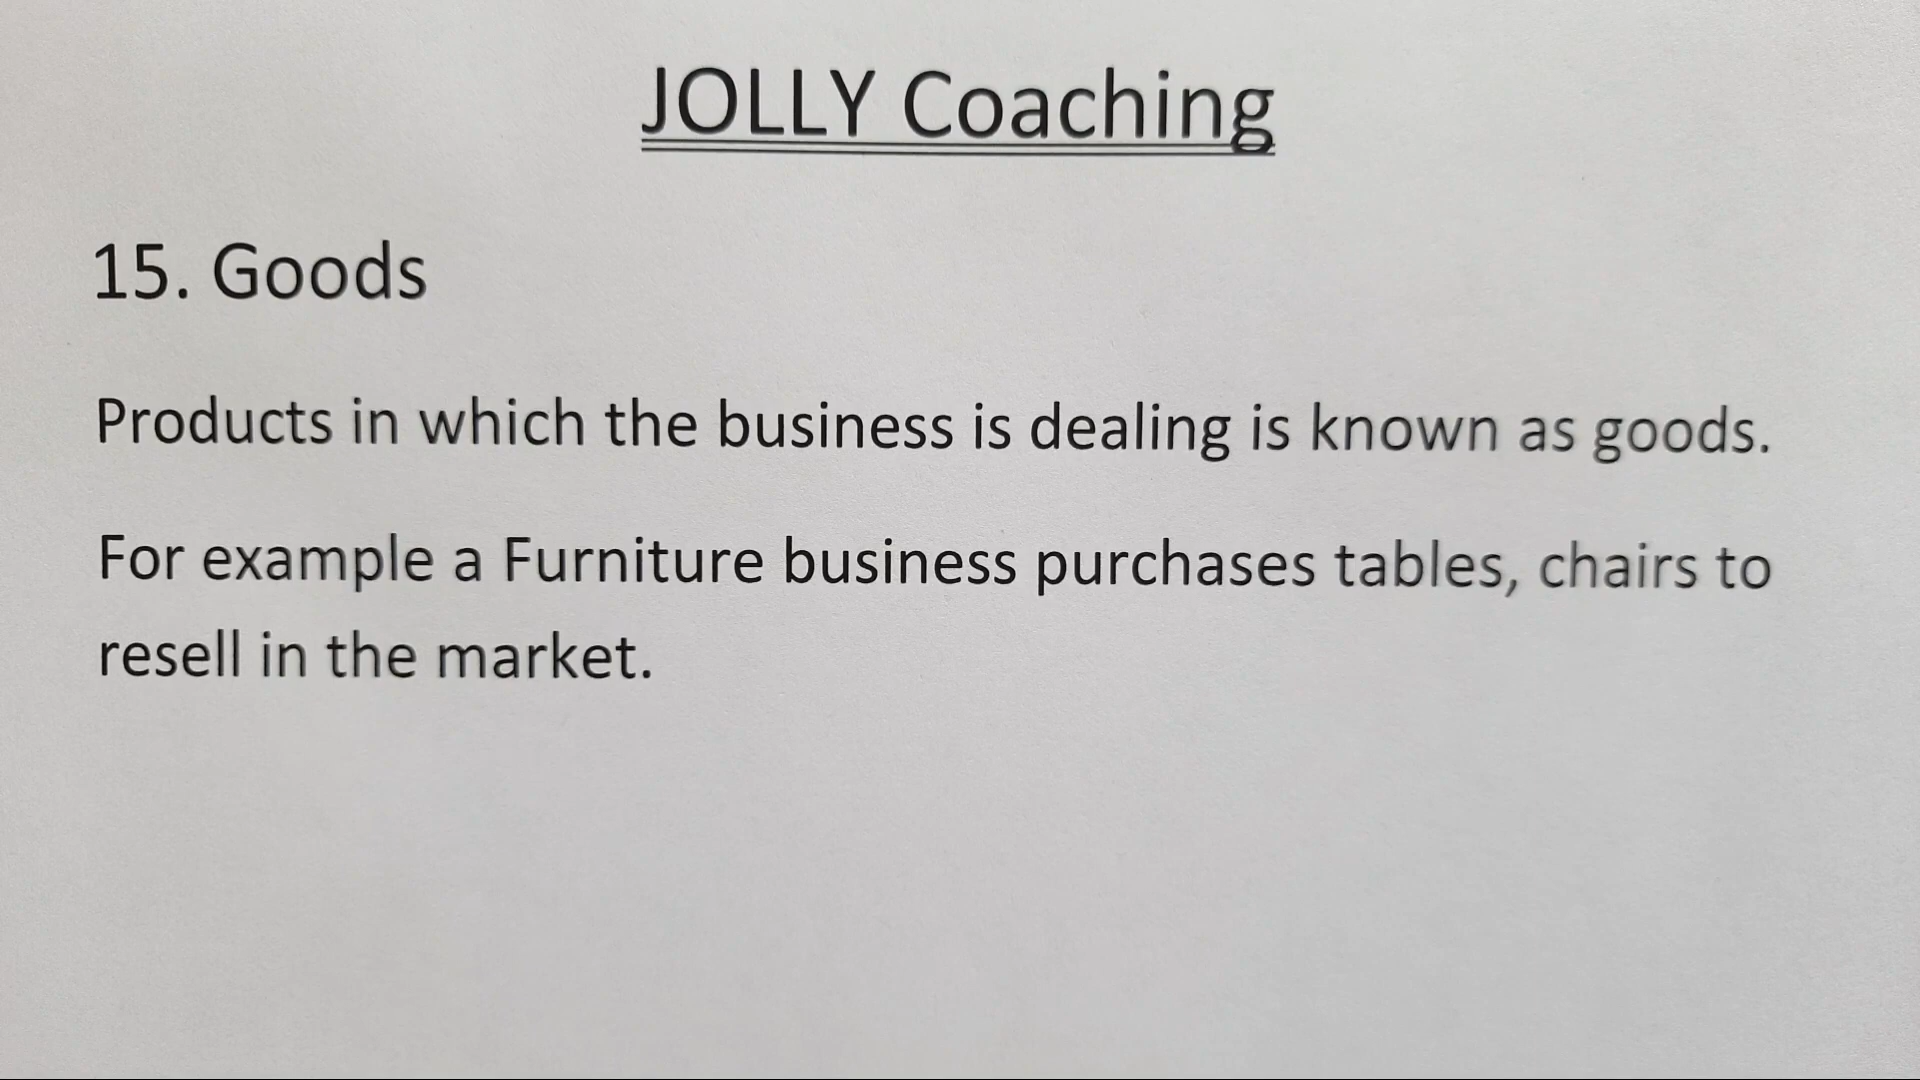 JOLLY Coaching
15. Goods
Products in which the business is dealing is known as goods.
For example a Furniture business purchases tables, chairs to
resell in the market.